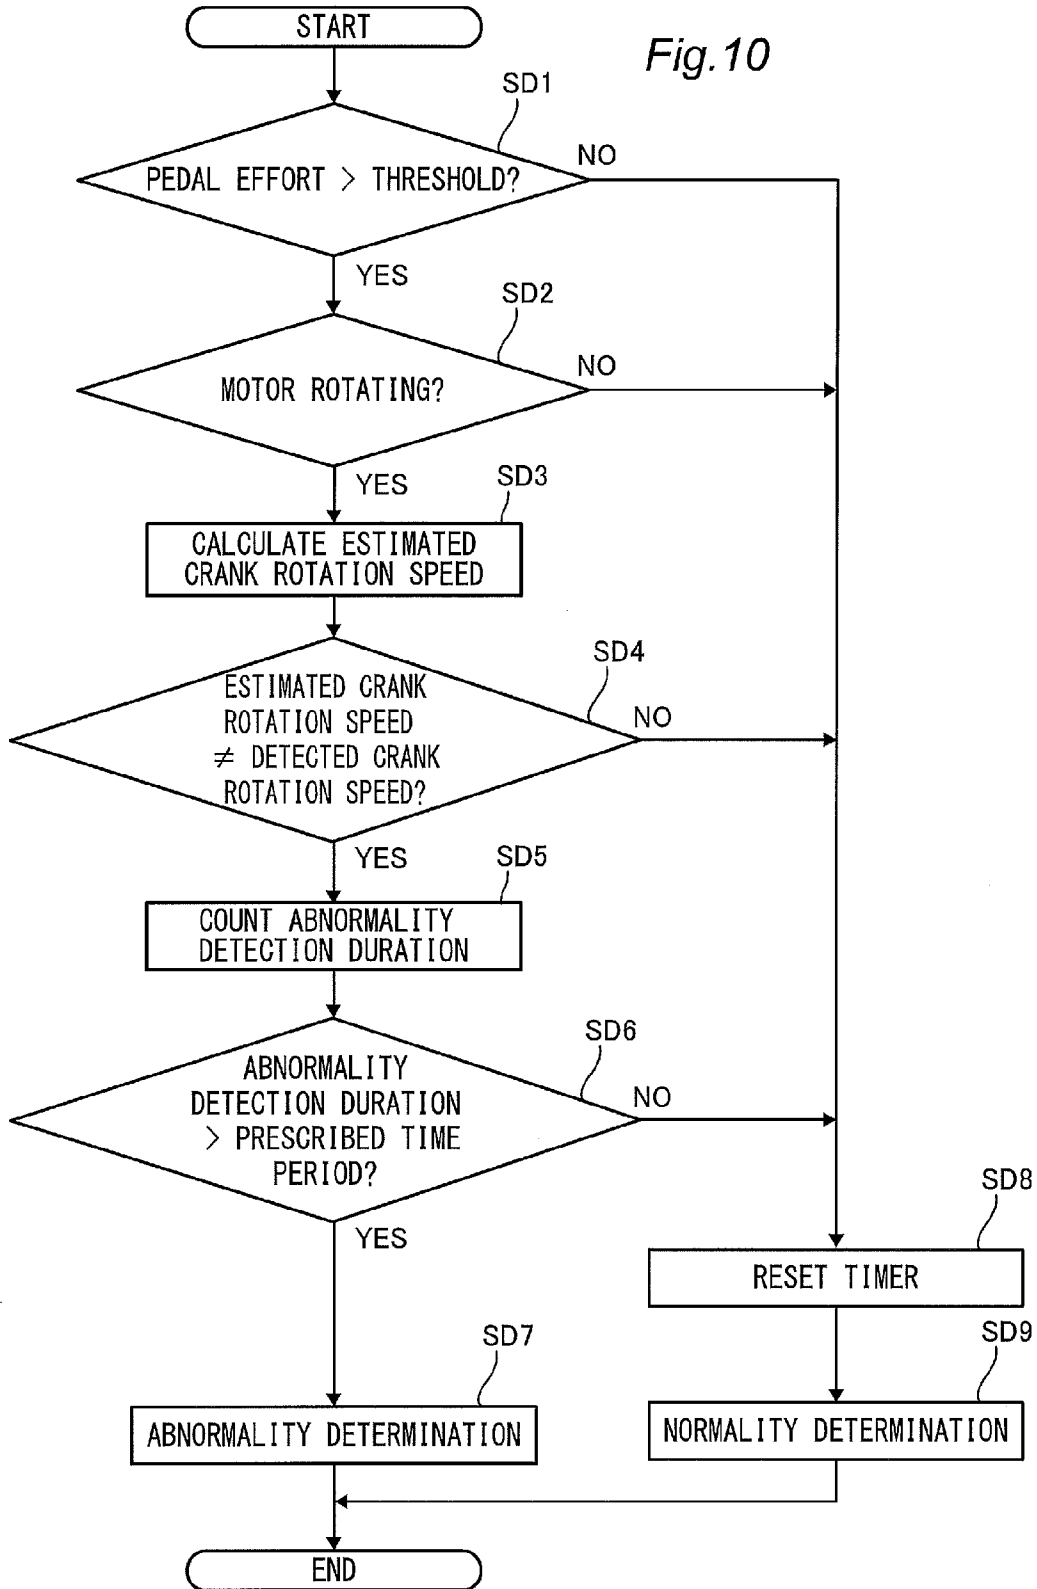 START
Fig.10
SD1
PEDAL EFFORT > THRESHOLD?
NO
YES
SD2
MOTOR ROTATING?
NO
YES
SD3
CALCULATE ESTIMATED
CRANK ROTATION SPEED
SD4
ESTIMATED CRANK
ROTATION SPEED
≠ DETECTED CRANK
ROTATION SPEED?
NO
YES
SD5
COUNT ABNORMALITY
DETECTION DURATION
SD6
ABNORMALITY
DETECTION DURATION
> PRESCRIBED TIME
PERIOD?
NO
YES
SD8
RESET TIMER
SD7
ABNORMALITY DETERMINATION
SD9
NORMALITY DETERMINATION
END